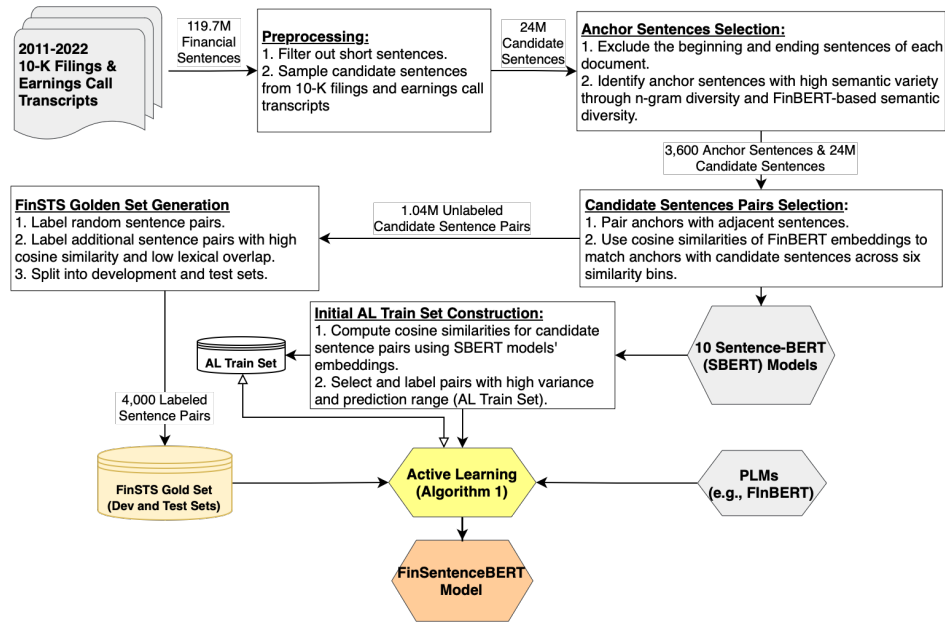 2011-2022
10-K Filings &
Earnings Call
Transcripts
119.7M
Financial
Sentences
Preprocessing:
1. Filter out short sentences.
2. Sample candidate sentences
from 10-K filings and earnings call
transcripts
24M
Candidate
Sentences
Anchor Sentences Selection:
1. Exclude the beginning and ending sentences of each
document.
2. Identify anchor sentences with high semantic variety
through n-gram diversity and FinBERT-based semantic
diversity.
3,600 Anchor Sentences & 24M
Candidate Sentences
Candidate Sentences Pairs Selection:
1. Pair anchors with adjacent sentences.
2. Use cosine similarities of FinBERT embeddings to
match anchors with candidate sentences across six
similarity bins.
1.04M Unlabeled
Candidate Sentence Pairs
FinSTS Golden Set Generation
1. Label random sentence pairs.
2. Label additional sentence pairs with high
cosine similarity and low lexical overlap.
3. Split into development and test sets.
Initial AL Train Set Construction:
1. Compute cosine similarities for candidate
sentence pairs using SBERT models'
embeddings.
2. Select and label pairs with high variance
and prediction range (AL Train Set).
10 Sentence-BERT
(SBERT) Models
AL Train Set
4,000 Labeled
Sentence Pairs
FinSTS Gold Set
(Dev and Test Sets)
Active Learning
(Algorithm 1)
PLMs
(e.g., FInBERT)
FinSentenceBERT
Model